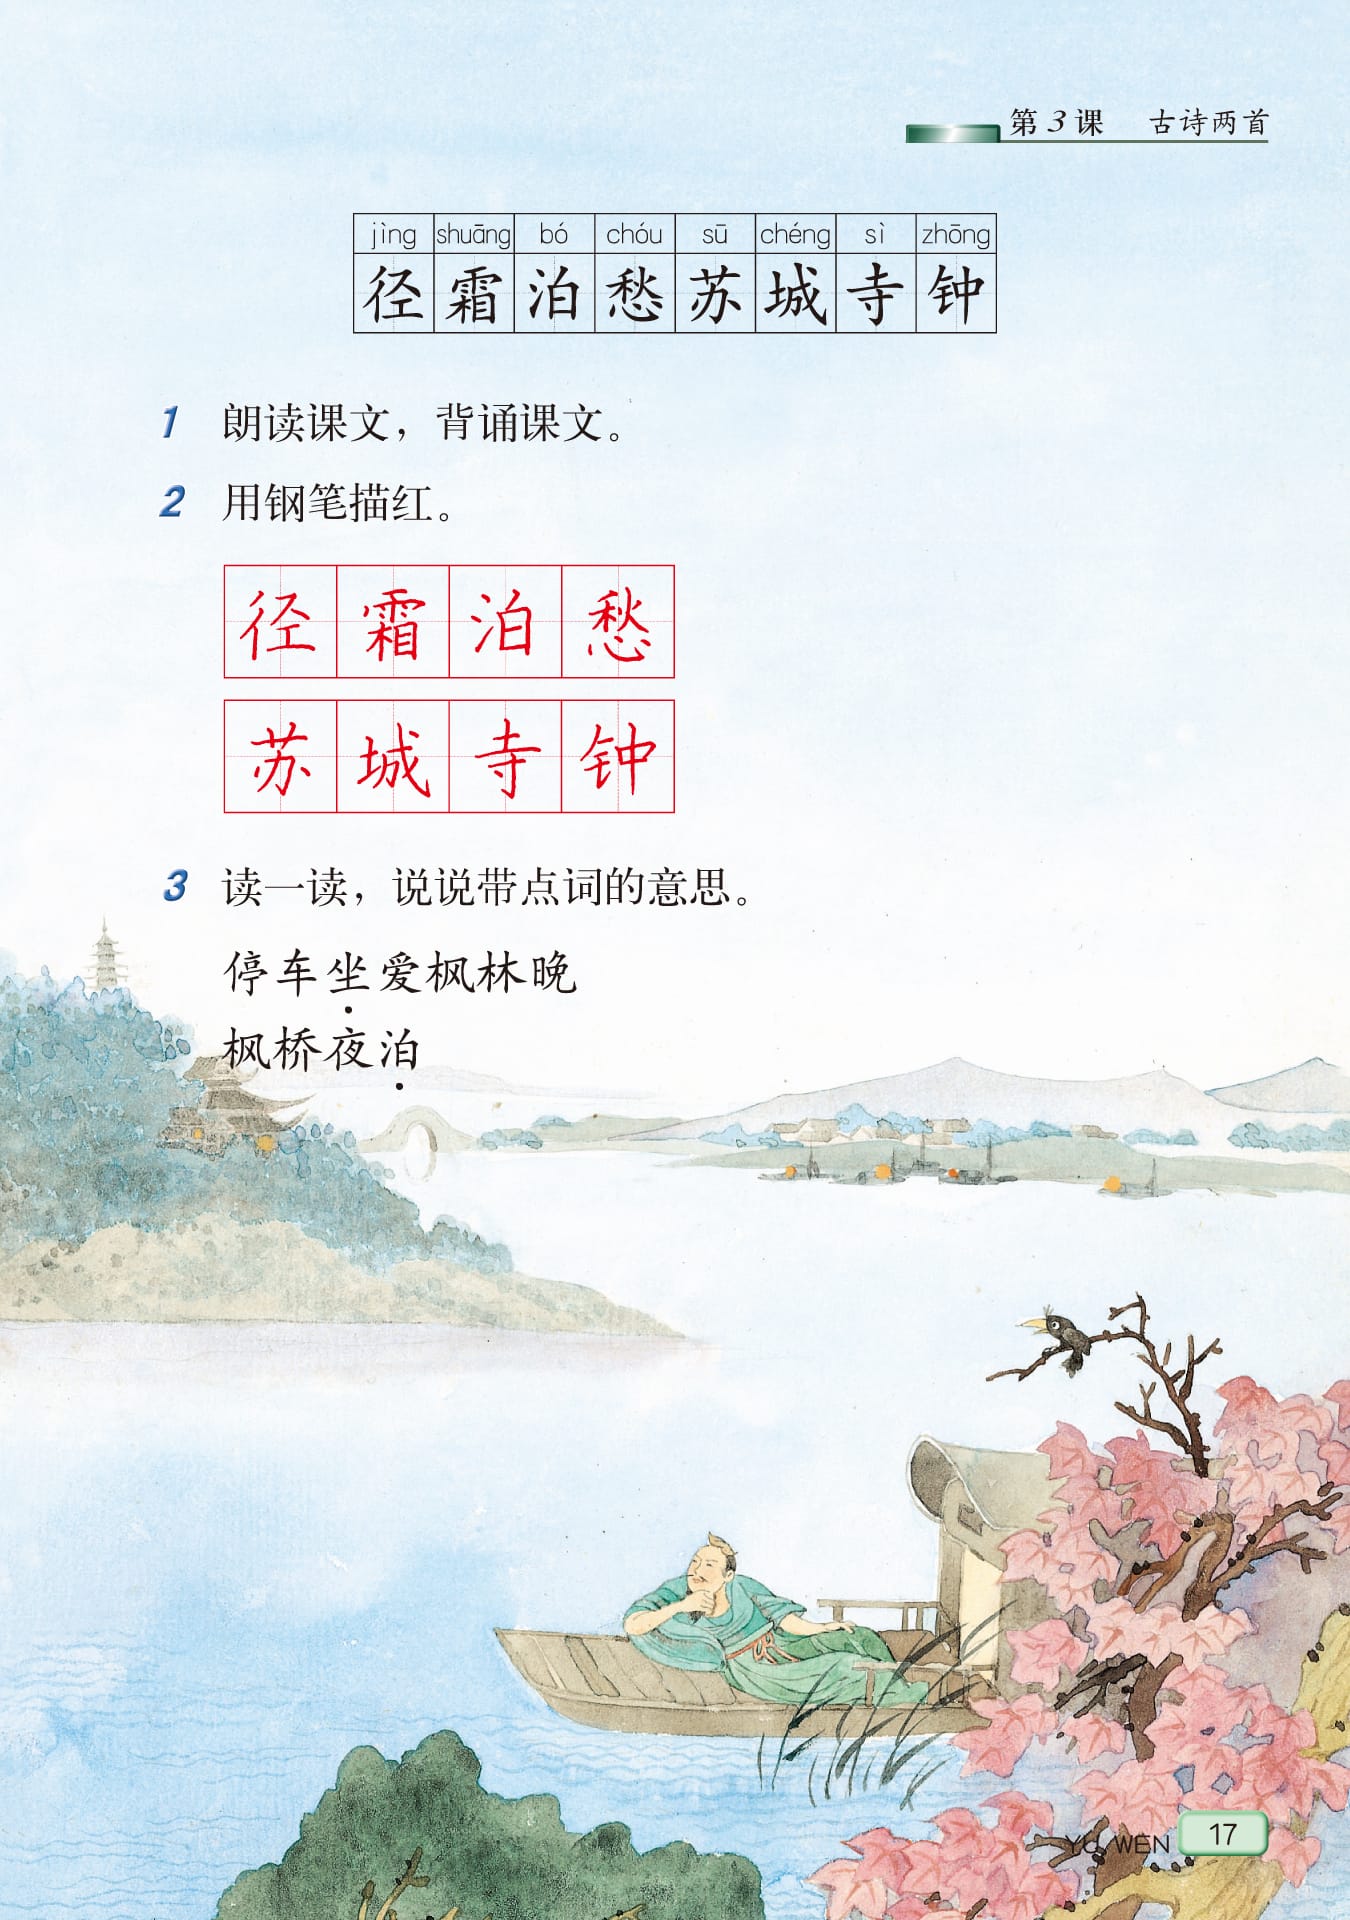 第3课 古诗两首
jìng shuāng bó chóu sū chéng sì zhōng
径 霜 泊 愁 苏 城 寺 钟
1 朗读课文，背诵课文。
2 用钢笔描红。
径 霜 泊 愁
苏 城 寺 钟
3 读一读，说说带点词的意思。
停车坐爱枫林晚
枫桥夜泊
YU WEN 17